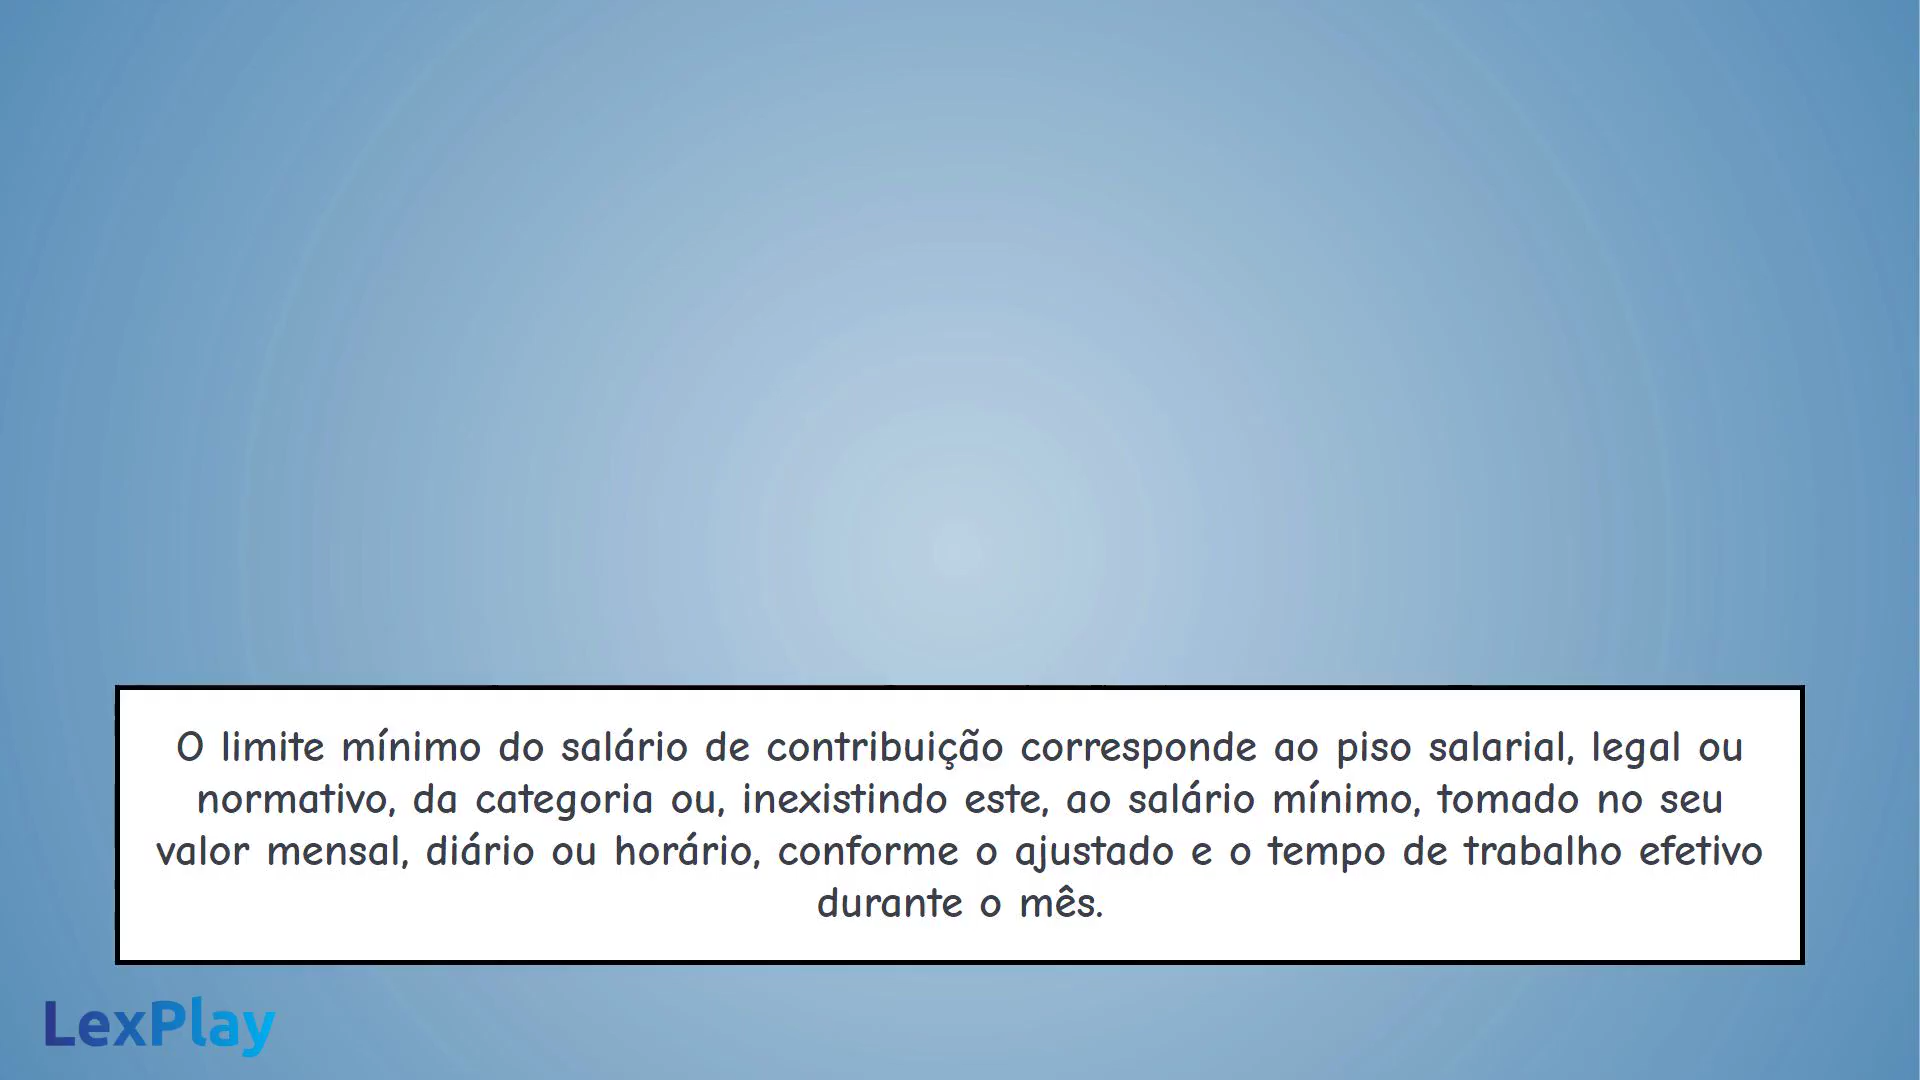 O limite mínimo do salário de contribuição corresponde ao piso salarial, legal ou
normativo, da categoria ou, inexistindo este, ao salário mínimo, tomado no seu
valor mensal, diário ou horário, conforme o ajustado e o tempo de trabalho efetivo
durante o mês.
LexPlay